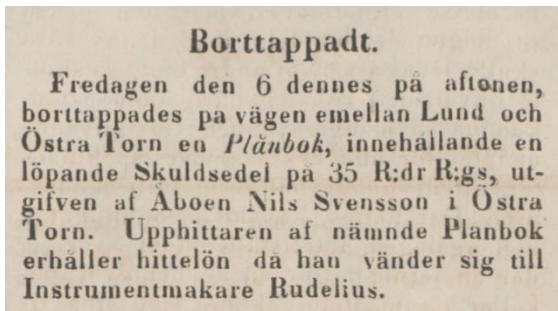 Borttappadt.
Fredagen den 6 dennes på aftonen,
borttappades pa vägen emellan Lund och
Östra Torn en Plånbok, innehållande en
löpande Skuldsedel på 35 R:dr R:gs, ut-
gifven af Åboen Nils Svensson i Östra
Torn. Upphittaren af nämnde Planbok
erhåller hittelön då han vänder sig till
Instrumentmakare Rudelius.